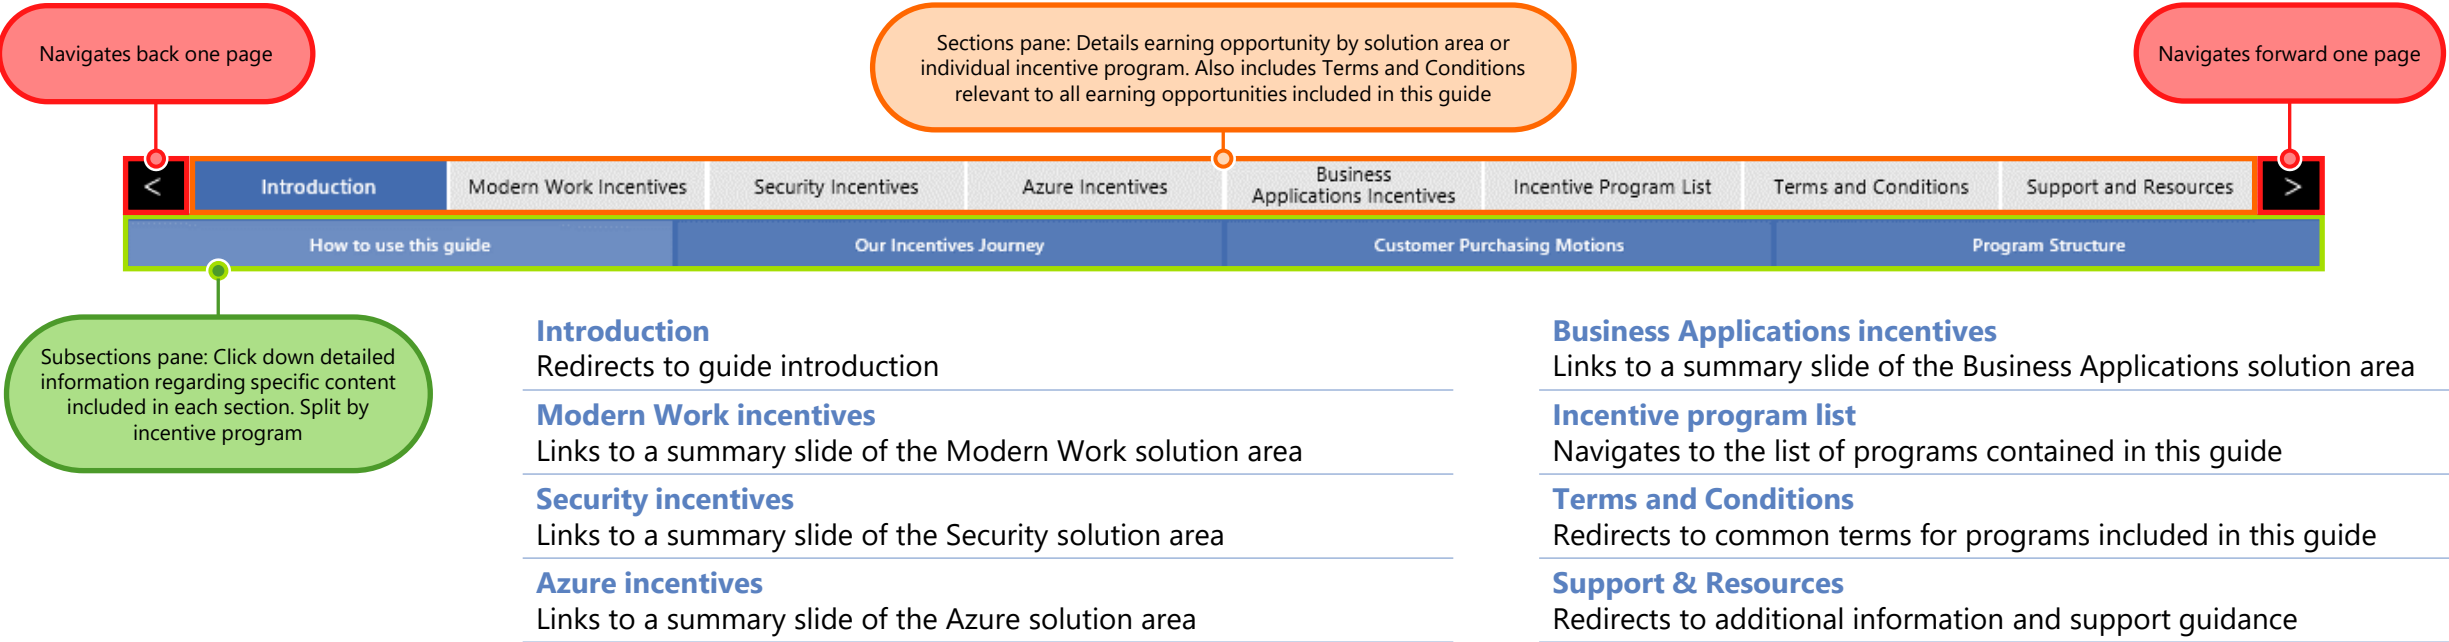 Navigates back one page
Sections pane: Details earning opportunity by solution area or
individual incentive program. Also includes Terms and Conditions
relevant to all earning opportunities included in this guide
Navigates forward one page
<
Introduction
Modern Work Incentives
Security Incentives
Azure Incentives
Business
Applications Incentives
Incentive Program List
Terms and Conditions
Support and Resources
>
How to use this guide
Our Incentives Journey
Customer Purchasing Motions
Program Structure
Subsections pane: Click down detailed
information regarding specific content
included in each section. Split by
incentive program
Introduction
Redirects to guide introduction
Modern Work incentives
Links to a summary slide of the Modern Work solution area
Security incentives
Links to a summary slide of the Security solution area
Azure incentives
Links to a summary slide of the Azure solution area
Business Applications incentives
Links to a summary slide of the Business Applications solution area
Incentive program list
Navigates to the list of programs contained in this guide
Terms and Conditions
Redirects to common terms for programs included in this guide
Support & Resources
Redirects to additional information and support guidance